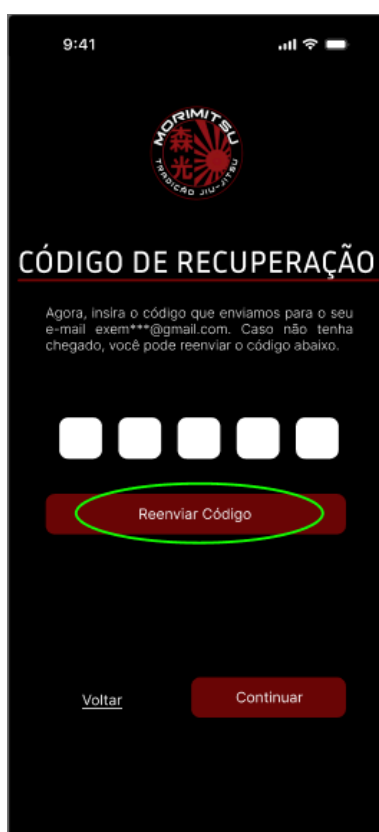 9:41
MORIMITSU
森
光
TRADIÇÃO JIU-JITSU
CÓDIGO DE RECUPERAÇÃO
Agora, insira o código que enviamos para o seu
e-mail exem***@gmail.com. Caso não tenha
chegado, você pode reenviar o código abaixo.
Reenviar Código
Voltar
Continuar